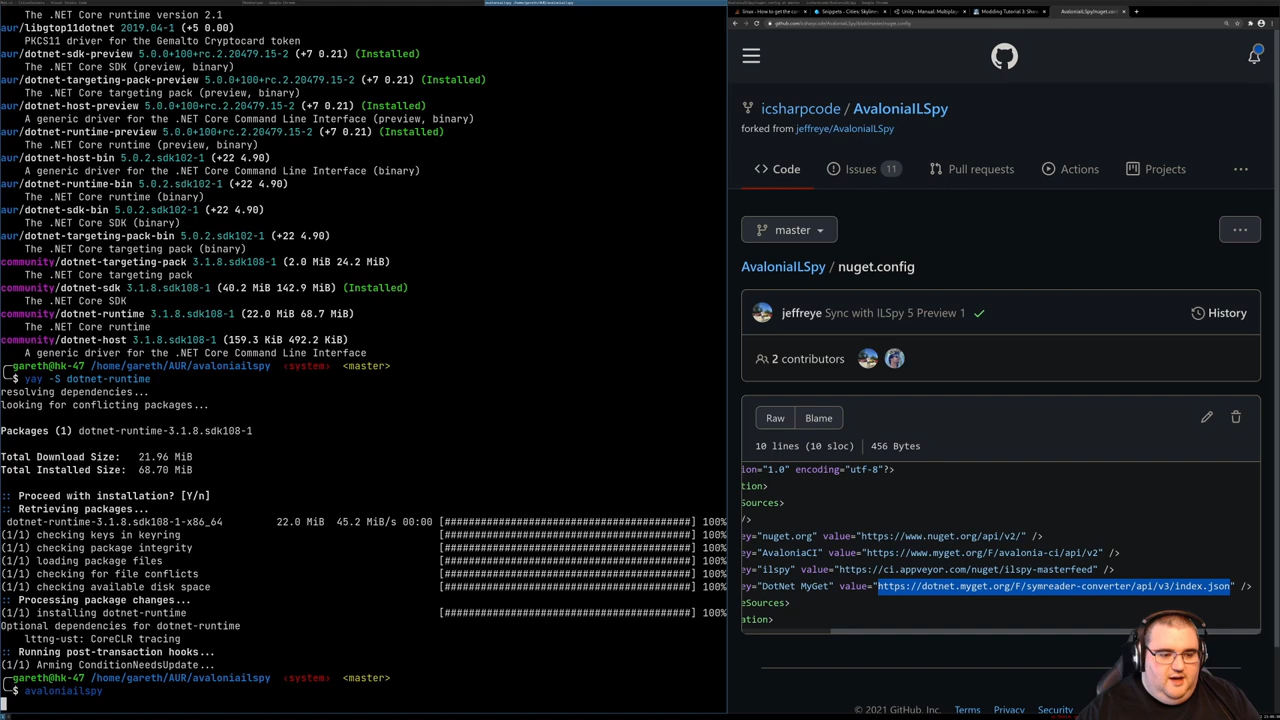 The .NET Core runtime version 2.1
aur/libgtop11dotnet 2019.04-1 (+5 0.00)
PKCS11 driver for the Gemalto Cryptocard token
aur/dotnet-sdk-preview 5.0.0+100+rc.2.20479.15-2 (+7 0.21) (Installed)
The .NET Core SDK (preview, binary)
aur/dotnet-targeting-pack-preview 5.0.0+100+rc.2.20479.15-2 (+7 0.21) (Installed)
The .NET Core targeting pack (preview, binary)
aur/dotnet-host-preview 5.0.0+100+rc.2.20479.15-2 (+7 0.21) (Installed)
A generic driver for the .NET Core Command Line Interface (preview, binary)
aur/dotnet-runtime-preview 5.0.0+100+rc.2.20479.15-2 (+7 0.21) (Installed)
The .NET Core runtime (preview, binary)
aur/dotnet-host-bin 5.0.2.sdk102-1 (+22 4.90)
A generic driver for the .NET Core Command Line Interface (binary)
aur/dotnet-runtime-bin 5.0.2.sdk102-1 (+22 4.90)
The .NET Core runtime (binary)
aur/dotnet-sdk-bin 5.0.2.sdk102-1 (+22 4.90)
The .NET Core SDK (binary)
aur/dotnet-targeting-pack-bin 5.0.2.sdk102-1 (+22 4.90)
The .NET Core targeting pack (binary)
community/dotnet-targeting-pack 3.1.8.sdk108-1 (2.0 MiB 24.2 MiB)
The .NET Core targeting pack
community/dotnet-sdk 3.1.8.sdk108-1 (40.2 MiB 142.9 MiB) (Installed)
The .NET Core SDK
community/dotnet-runtime 3.1.8.sdk108-1 (22.0 MiB 68.7 MiB)
The .NET Core runtime
community/dotnet-host 3.1.8.sdk108-1 (159.3 KiB 492.2 KiB)
A generic driver for the .NET Core Command Line Interface
gareth@hk-47 /home/gareth/AUR/avaloniailspy <system> <master>
$ yay -S dotnet-runtime
resolving dependencies...
looking for conflicting packages...
Packages (1) dotnet-runtime-3.1.8.sdk108-1
Total Download Size: 21.96 MiB
Total Installed Size: 68.70 MiB
:: Proceed with installation? [Y/n]
:: Retrieving packages...
dotnet-runtime-3.1.8.sdk108-1-x86_64 22.0 MiB 45.2 MiB/s 00:00 [##########################################] 100%
(1/1) checking keys in keyring [##########################################] 100%
(1/1) checking package integrity [##########################################] 100%
(1/1) loading package files [##########################################] 100%
(1/1) checking for file conflicts [##########################################] 100%
(1/1) checking available disk space [##########################################] 100%
:: Processing package changes...
(1/1) installing dotnet-runtime [##########################################] 100%
Optional dependencies for dotnet-runtime
lttng-ust: CoreCLR tracing
:: Running post-transaction hooks...
(1/1) Arming ConditionNeedsUpdate...
gareth@hk-47 /home/gareth/AUR/avaloniailspy <system> <master>
$ avaloniailspy
github.com/icsharpcode/AvaloniaILSpy/blob/master/nuget.config
icsharpcode / AvaloniaILSpy
forked from jeffreye/AvaloniaILSpy
Code Issues 11 Pull requests Actions Projects ...
master ...
AvaloniaILSpy / nuget.config
jeffreye Sync with ILSpy 5 Preview 1 History
2 contributors
Raw Blame
10 lines (10 sloc) 456 Bytes
ion="1.0" encoding="utf-8"?>
tion>
Sources>
/>
ey="nuget.org" value="https://www.nuget.org/api/v2/" />
ey="AvaloniaCI" value="https://www.myget.org/F/avalonia-ci/api/v2" />
ey="ilspy" value="https://ci.appveyor.com/nuget/ilspy-masterfeed" />
ey="DotNet MyGet" value="https://dotnet.myget.org/F/symreader-converter/api/v3/index.json" />
eSources>
ation>
© 2021 GitHub, Inc. Terms Privacy Security